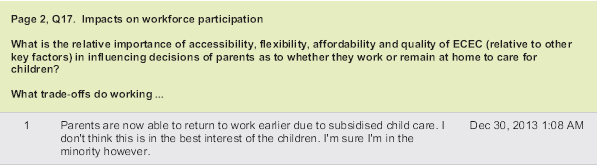 Page 2, Q17. Impacts on workforce participation
What is the relative importance of accessibility, flexibility, affordability and quality of ECEC (relative to other
key factors) in influencing decisions of parents as to whether they work or remain at home to care for
children?
What trade-offs do working ...
1 Parents are now able to return to work earlier due to subsidised child care. I Dec 30, 2013 1:08 AM
don't think this is in the best interest of the children. I'm sure I'm in the
minority however.